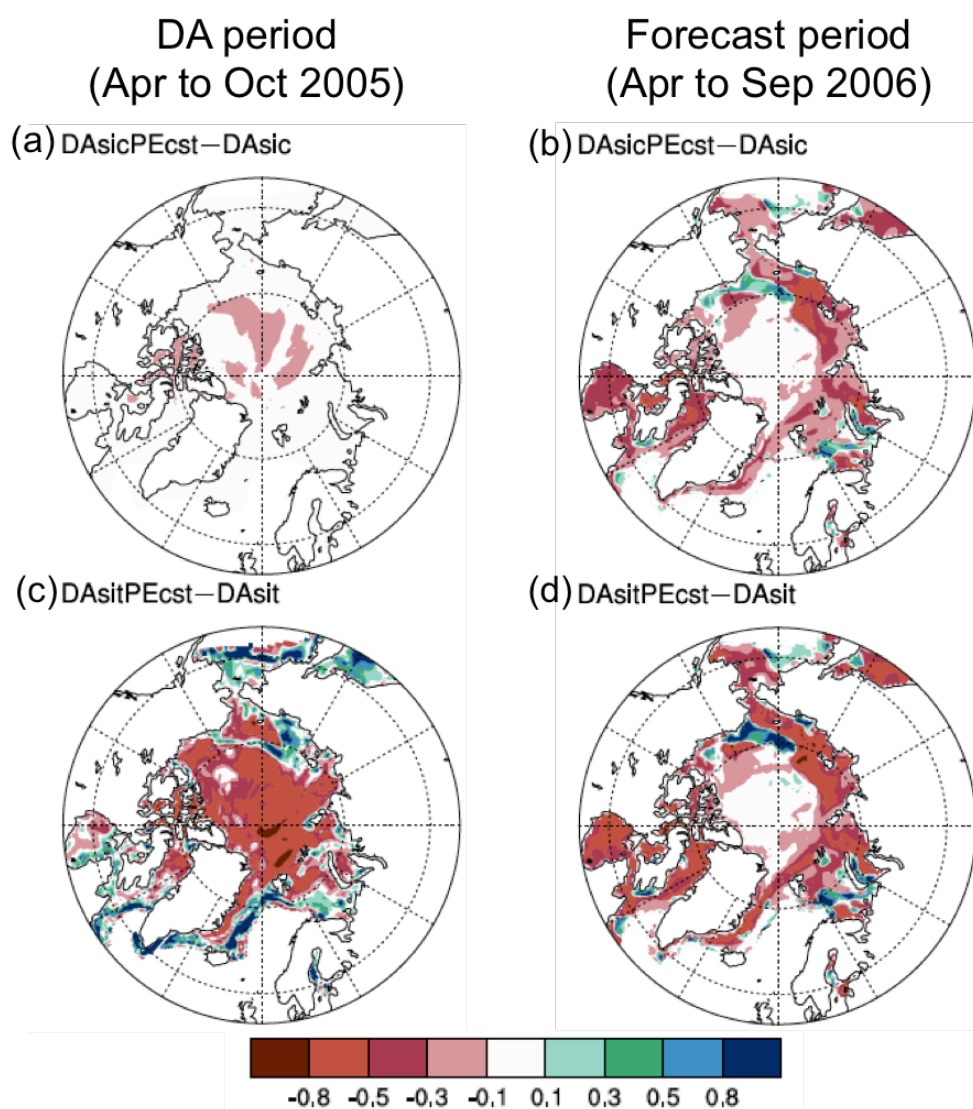 DA period
(Apr to Oct 2005)
Forecast period
(Apr to Sep 2006)
(a) DAsicPEcst−DAsic
(b) DAsicPEcst−DAsic
(c) DAsitPEcst−DAsit
(d) DAsitPEcst−DAsit
-0.8 -0.5 -0.3 -0.1 0.1 0.3 0.5 0.8